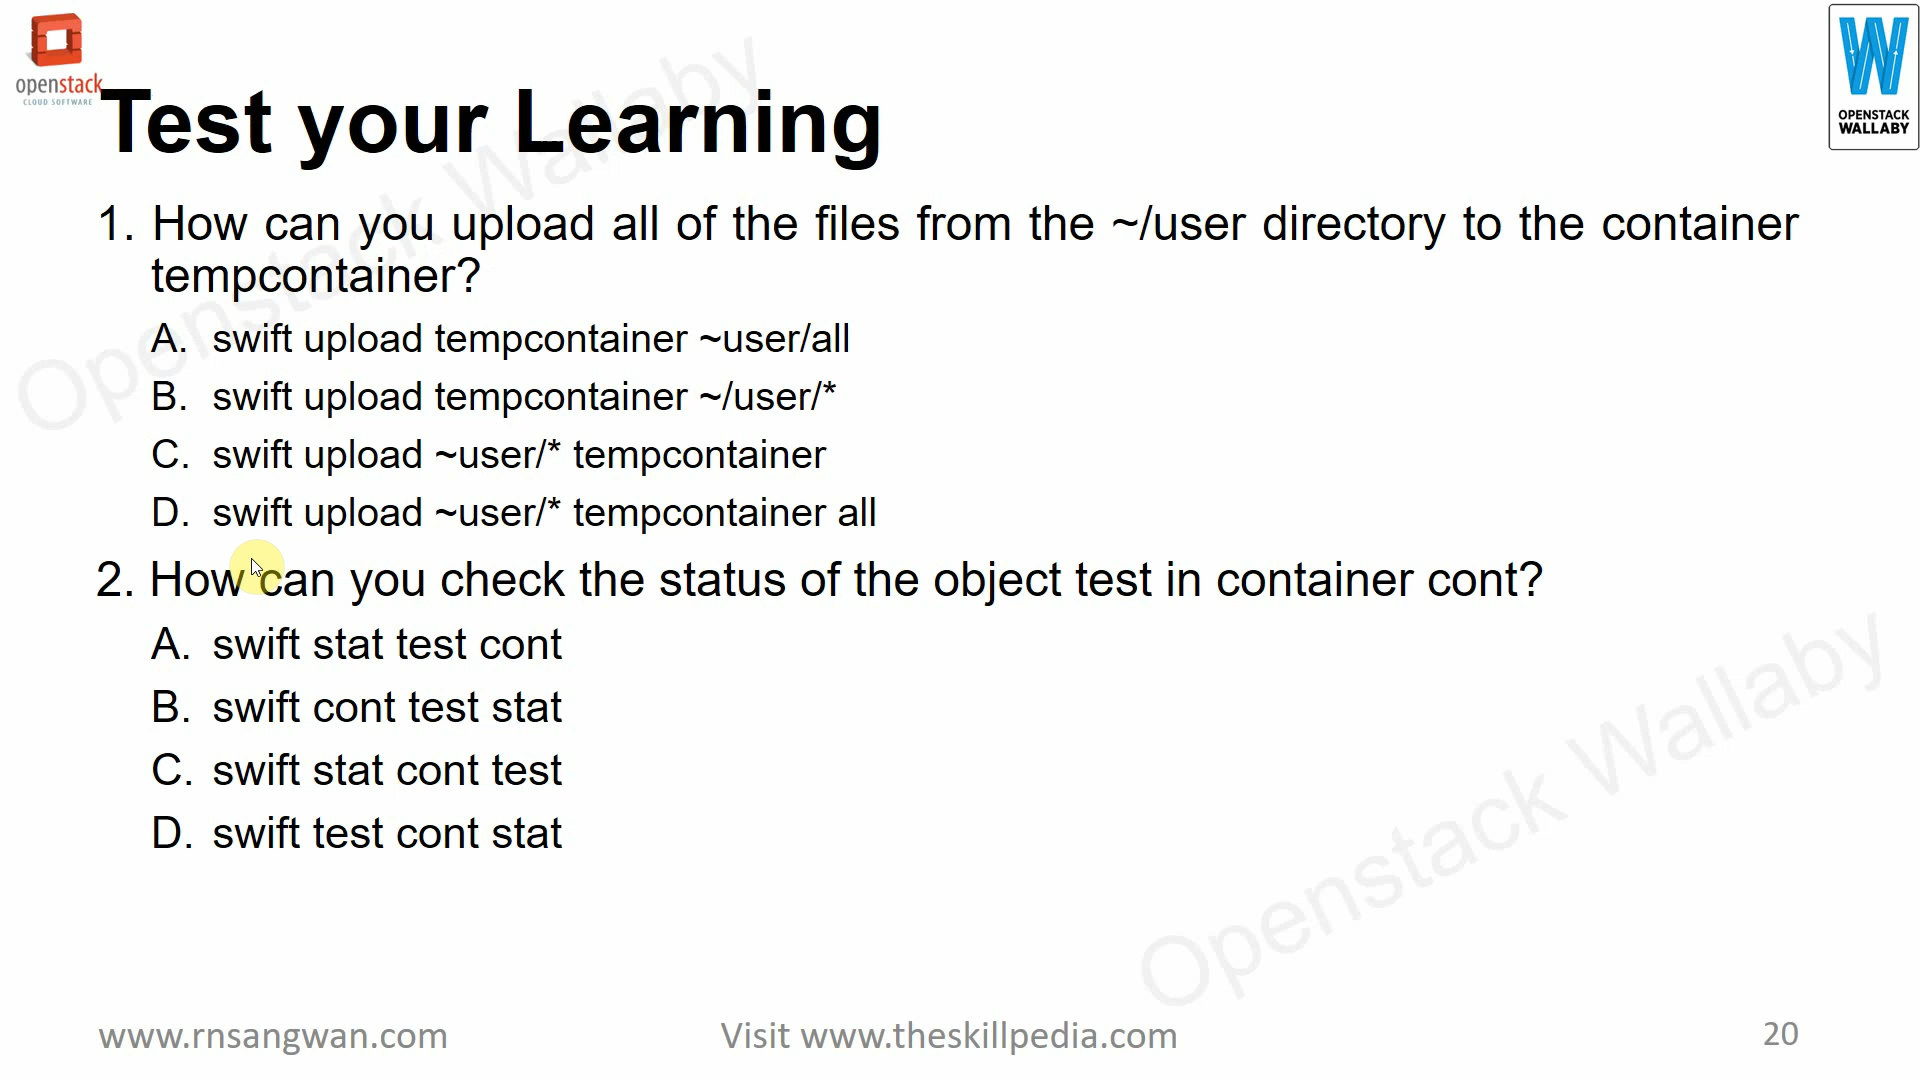 openstack
CLOUD SOFTWARE
OPENSTACK
WALLABY
Test your Learning
1. How can you upload all of the files from the ~/user directory to the container
tempcontainer?
A. swift upload tempcontainer ~user/all
B. swift upload tempcontainer ~/user/*
C. swift upload ~user/* tempcontainer
D. swift upload ~user/* tempcontainer all
2. How can you check the status of the object test in container cont?
A. swift stat test cont
B. swift cont test stat
C. swift stat cont test
D. swift test cont stat
Openstack Wallaby
Openstack Wallaby
www.rnsangwan.com
Visit www.theskillpedia.com
20